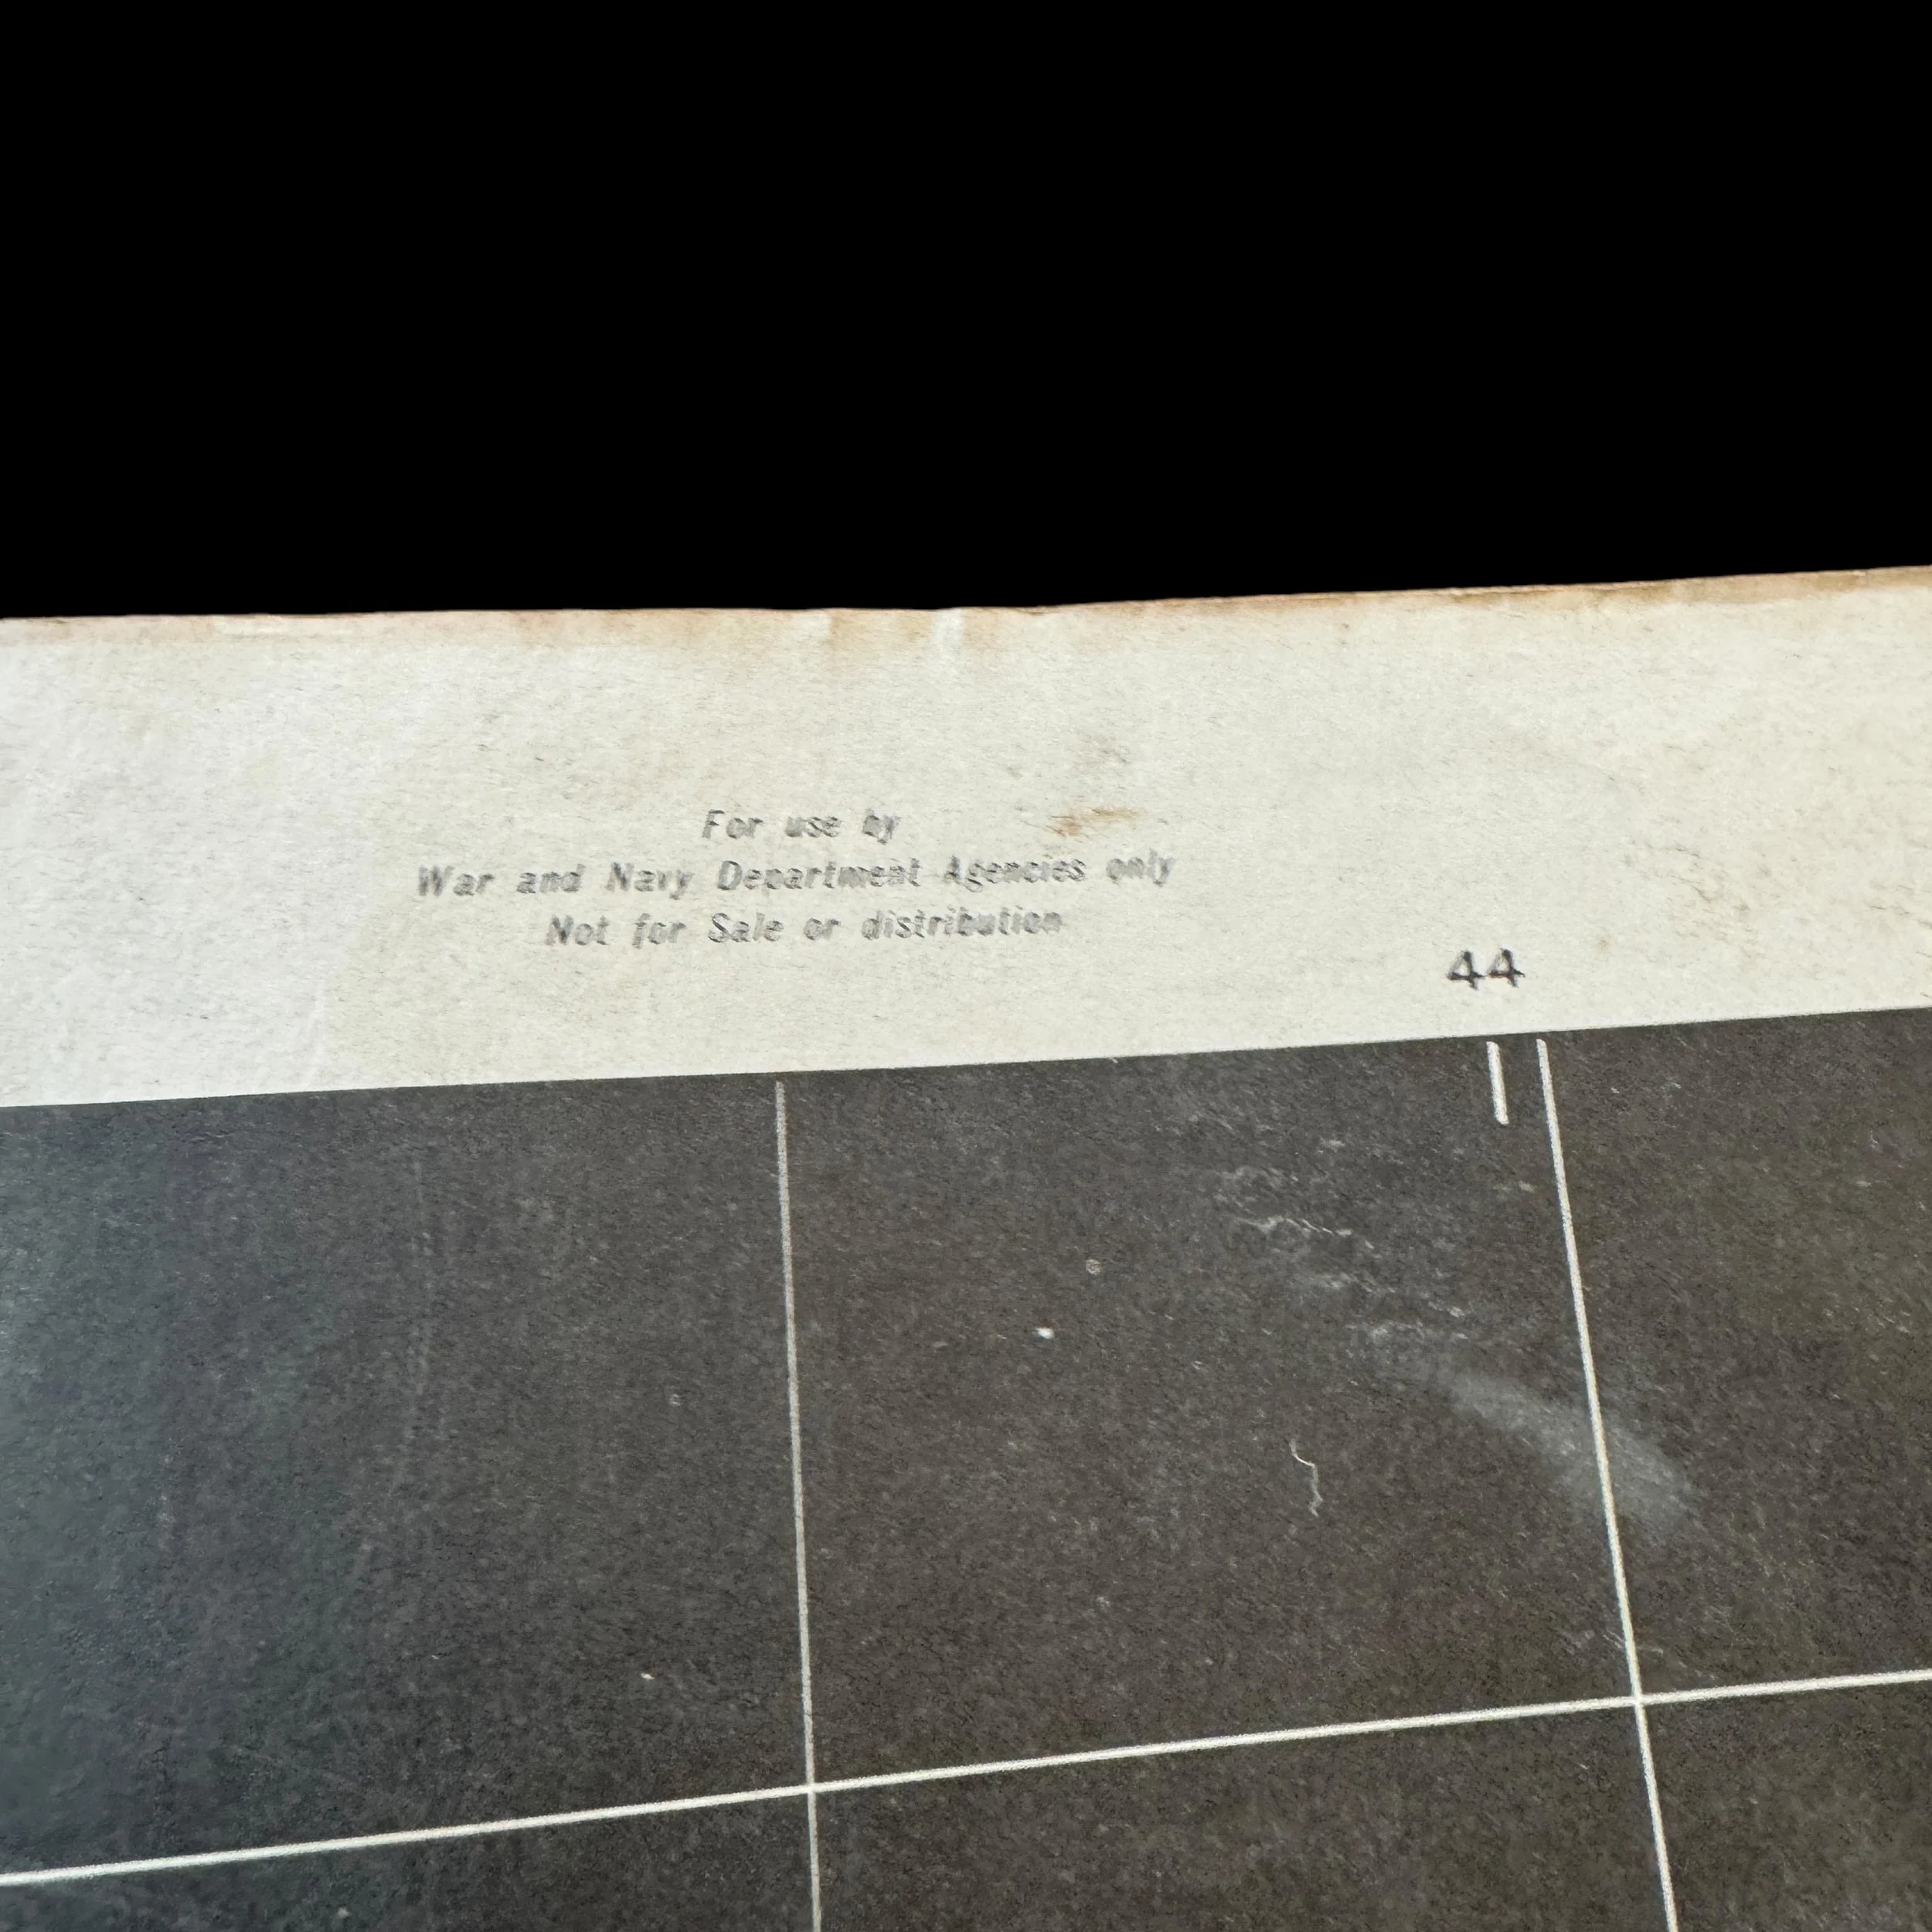 For use by
War and Navy Department Agencies only
Not for Sale or distribution
44